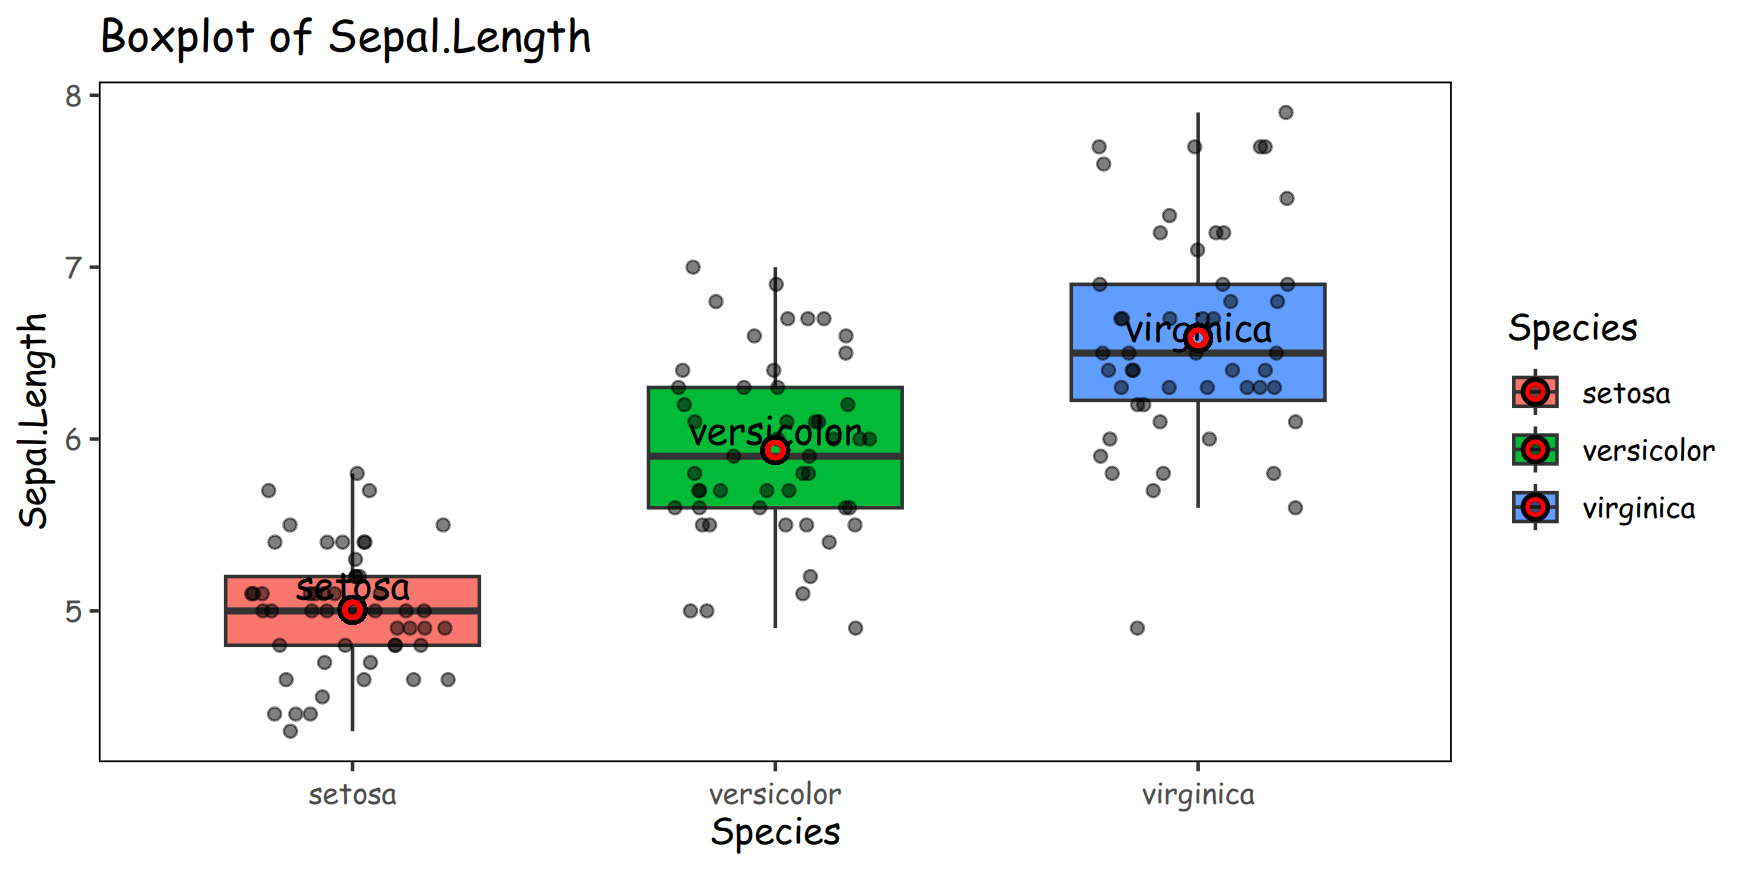 Boxplot of Sepal.Length
Sepal.Length
8
7
6
5
virginica
versicolor
setosa
setosa
versicolor
virginica
Species
Species
setosa
versicolor
virginica